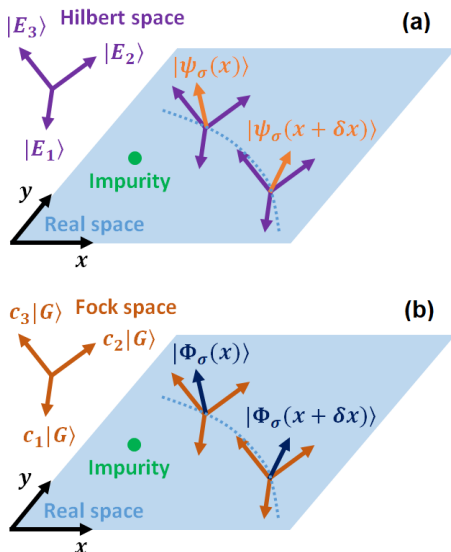 Hilbert space
(a)
|E₃⟩
|E₂⟩
|E₁⟩
|ψ_σ(x)⟩
|ψ_σ(x + δx)⟩
Impurity
y
Real space
x
Fock space
(b)
c₃|G⟩
c₂|G⟩
c₁|G⟩
|Φ_σ(x)⟩
|Φ_σ(x + δx)⟩
Impurity
y
Real space
x